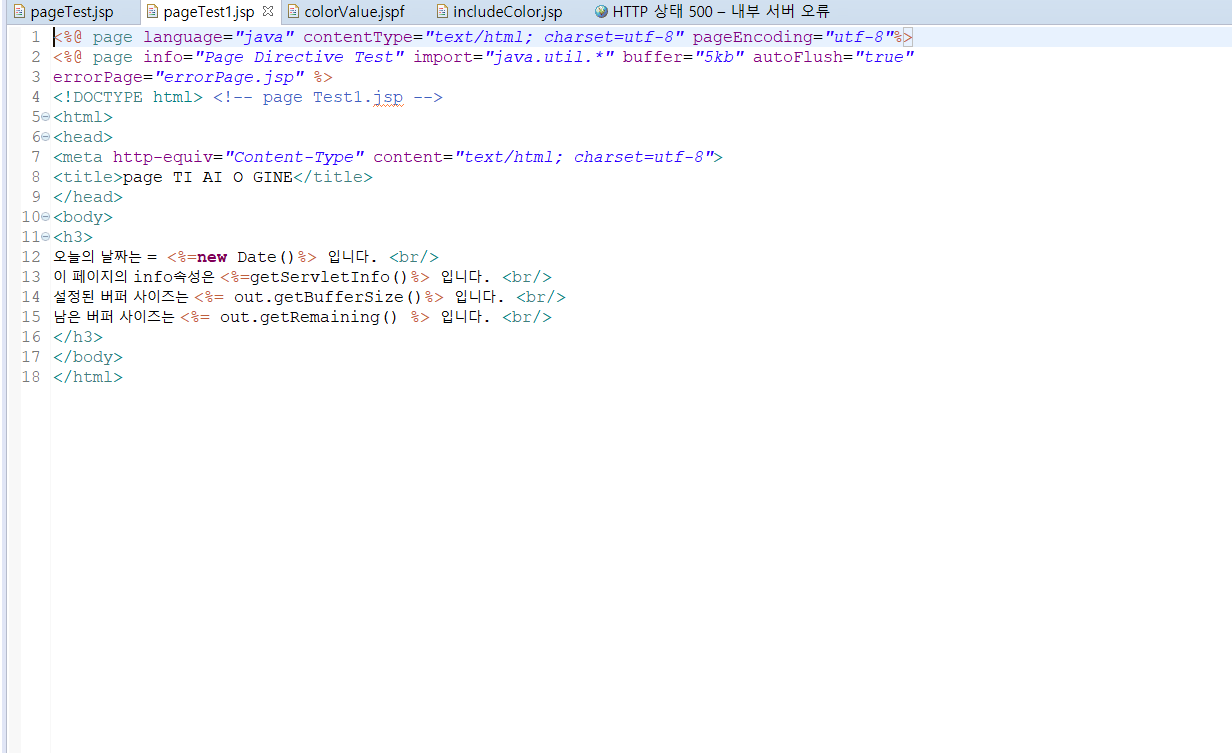 pageTest.jsp pageTest1.jsp colorValue.jspf includeColor.jsp HTTP 상태 500 – 내부 서버 오류
1 <%@ page language="java" contentType="text/html; charset=utf-8" pageEncoding="utf-8"%>
2 <%@ page info="Page Directive Test" import="java.util.*" buffer="5kb" autoFlush="true"
3 errorPage="errorPage.jsp" %>
4 <!DOCTYPE html> <!-- page Test1.jsp -->
5 <html>
6 <head>
7 <meta http-equiv="Content-Type" content="text/html; charset=utf-8">
8 <title>page TI AI O GINE</title>
9 </head>
10 <body>
11 <h3>
12 오늘의 날짜는 = <%=new Date()%> 입니다. <br/>
13 이 페이지의 info속성은 <%=getServletInfo()%> 입니다. <br/>
14 설정된 버퍼 사이즈는 <%= out.getBufferSize()%> 입니다. <br/>
15 남은 버퍼 사이즈는 <%= out.getRemaining() %> 입니다. <br/>
16 </h3>
17 </body>
18 </html>